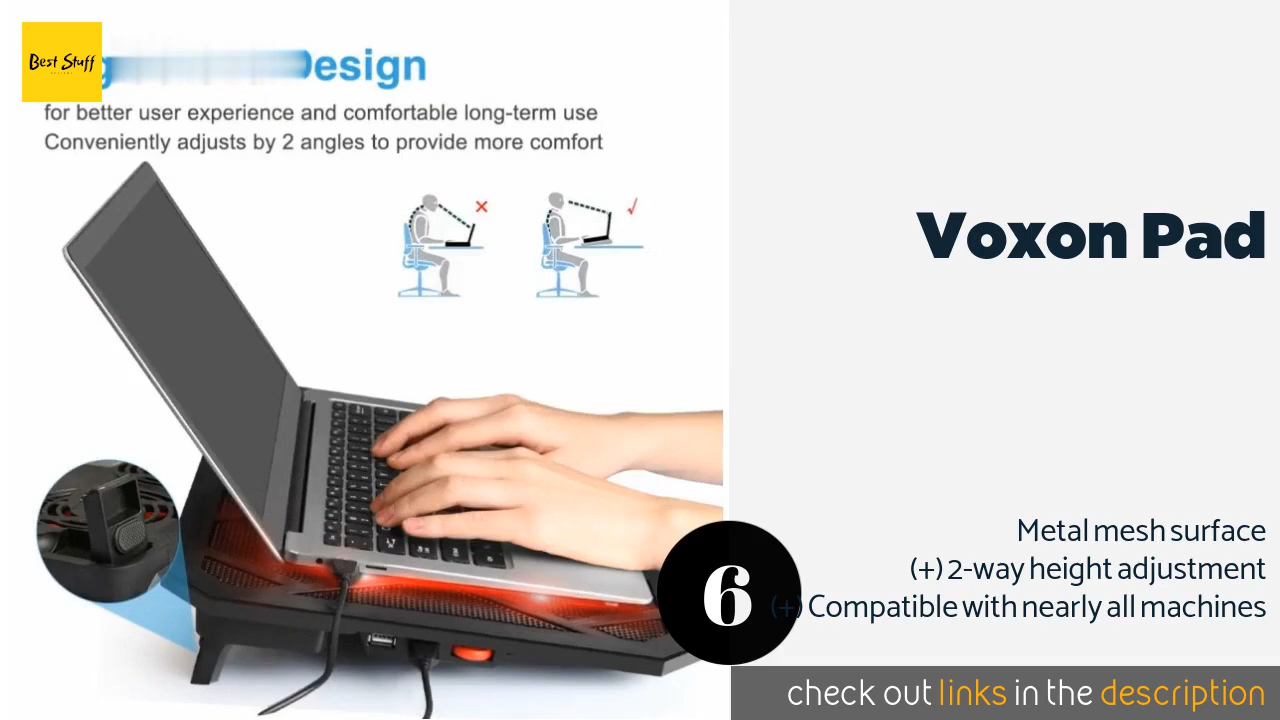 Best Stuff
esign
for better user experience and comfortable long-term use
Conveniently adjusts by 2 angles to provide more comfort
Voxon Pad
Metal mesh surface
(+) 2-way height adjustment
(+) Compatible with nearly all machines
6
check out links in the description